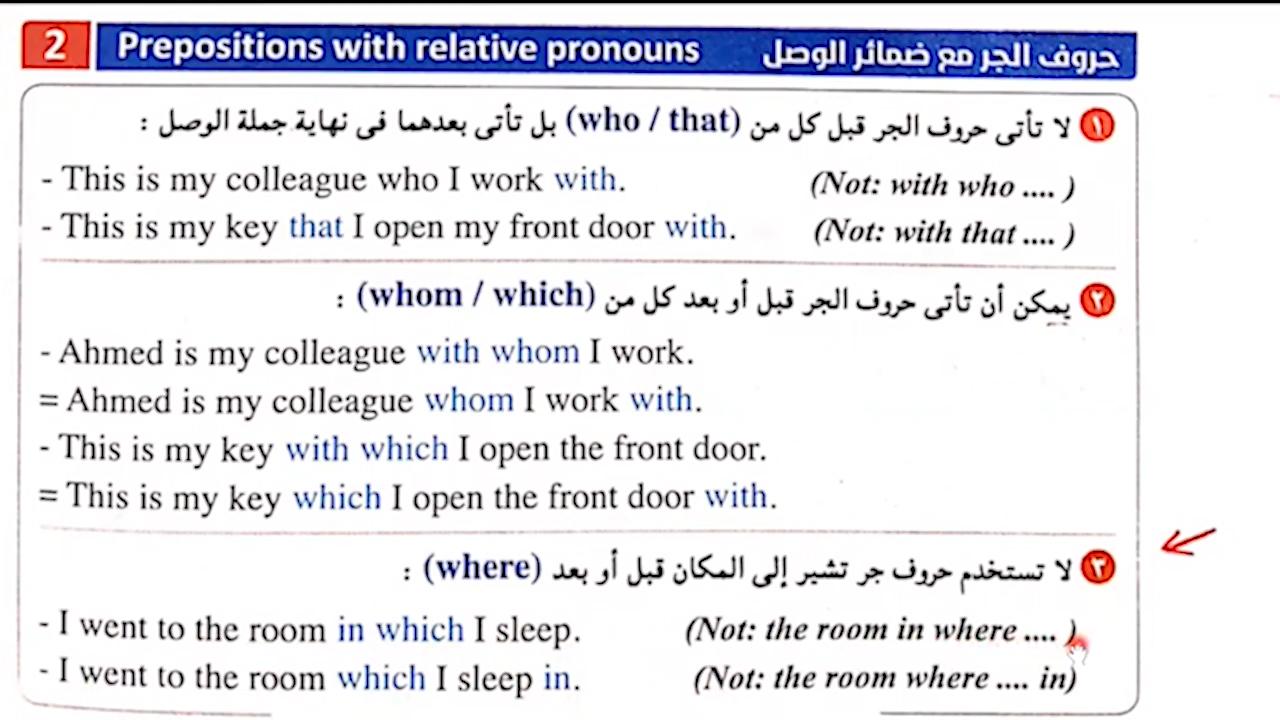 2 Prepositions with relative pronouns حروف الجر مع ضمائر الوصل
١ لا تأتى حروف الجر قبل كل من (who / that) بل تأتى بعدهما فى نهاية جملة الوصل :
- This is my colleague who I work with. (Not: with who .... )
- This is my key that I open my front door with. (Not: with that .... )
٢ يمكن أن تأتى حروف الجر قبل أو بعد كل من (whom / which) :
- Ahmed is my colleague with whom I work.
= Ahmed is my colleague whom I work with.
- This is my key with which I open the front door.
= This is my key which I open the front door with.
٣ لا تستخدم حروف جر تشير إلى المكان قبل أو بعد (where) :
- I went to the room in which I sleep. (Not: the room in where .... )
- I went to the room which I sleep in. (Not: the room where .... in)